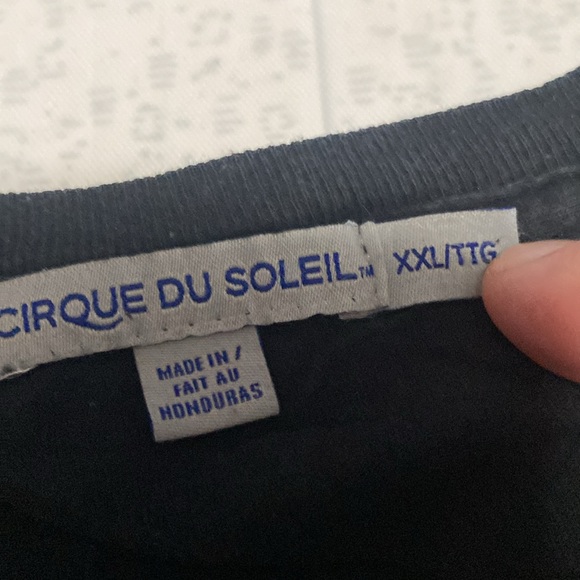 CIRQUE DU SOLEIL™
XXL/TTG
MADE IN /
FAIT AU
HONDURAS